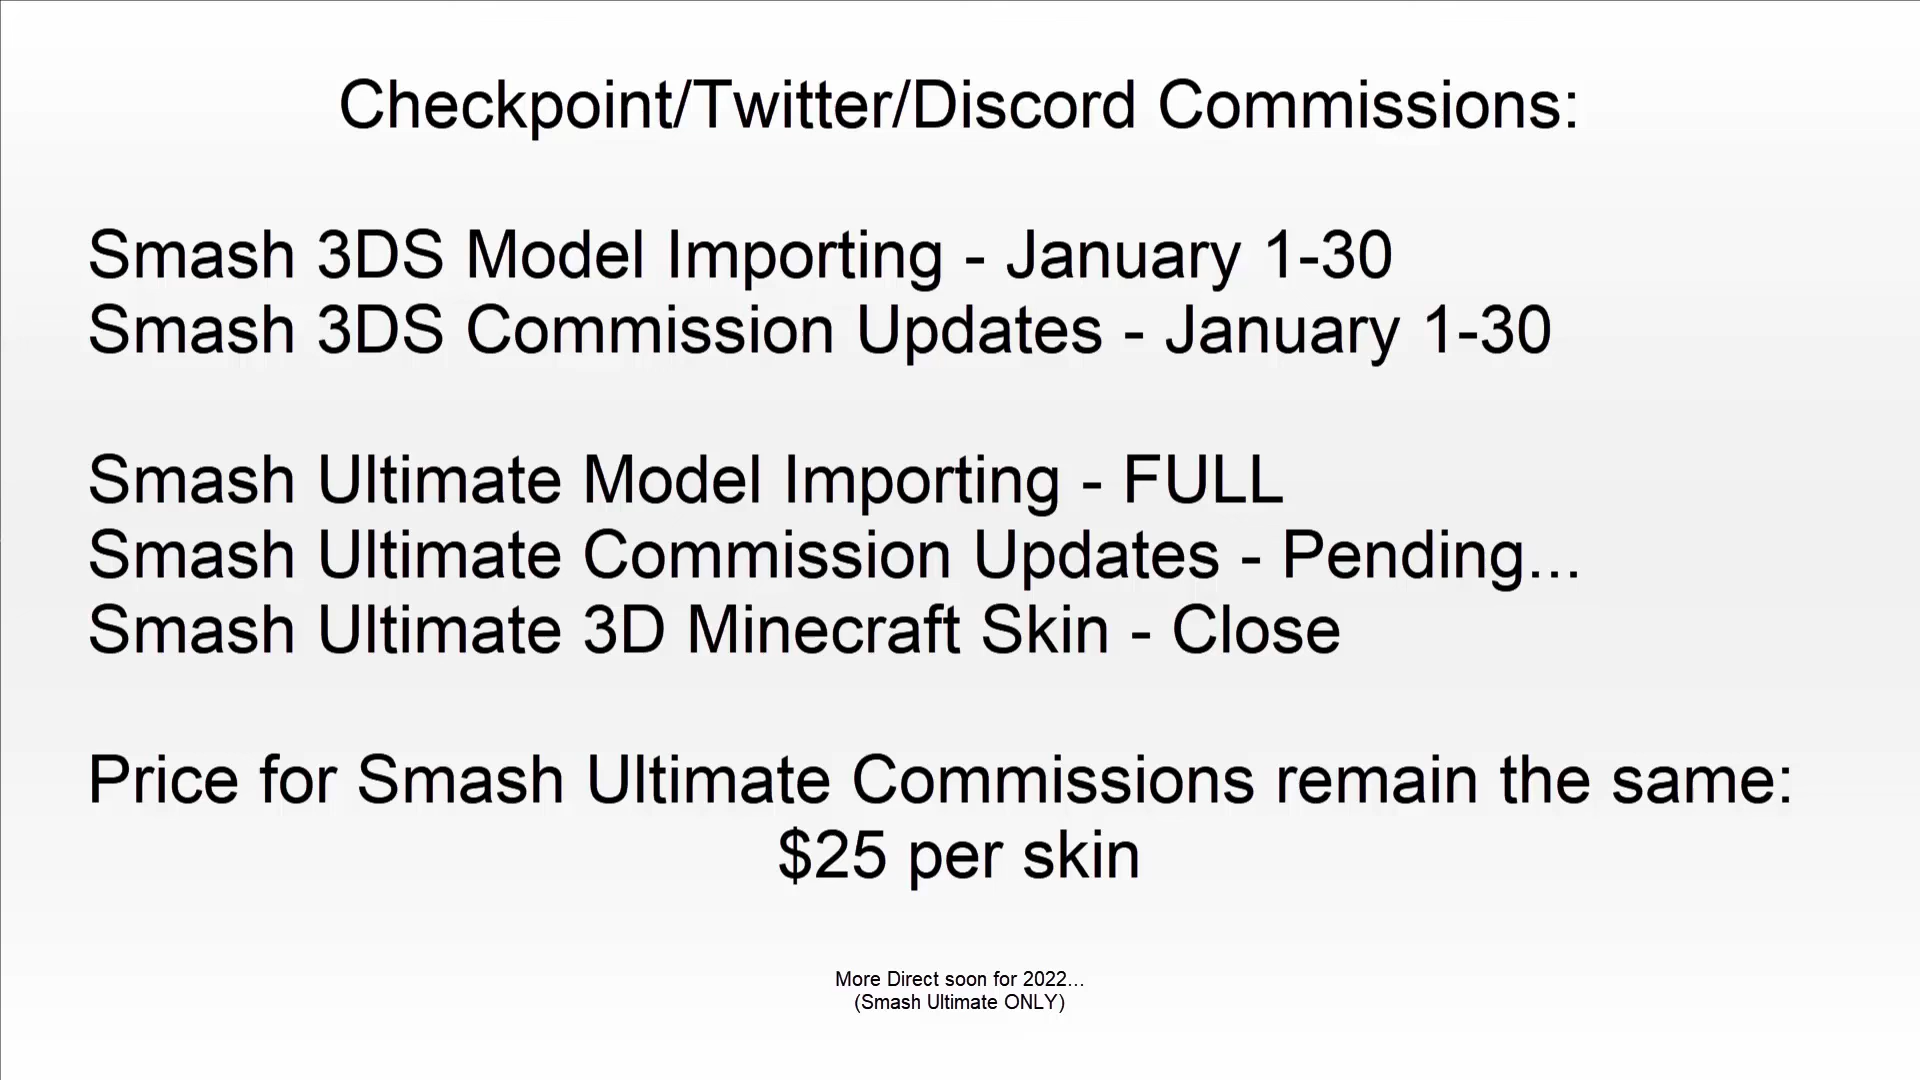 Checkpoint/Twitter/Discord Commissions:
Smash 3DS Model Importing - January 1-30
Smash 3DS Commission Updates - January 1-30
Smash Ultimate Model Importing - FULL
Smash Ultimate Commission Updates - Pending...
Smash Ultimate 3D Minecraft Skin - Close
Price for Smash Ultimate Commissions remain the same:
$25 per skin
More Direct soon for 2022...
(Smash Ultimate ONLY)